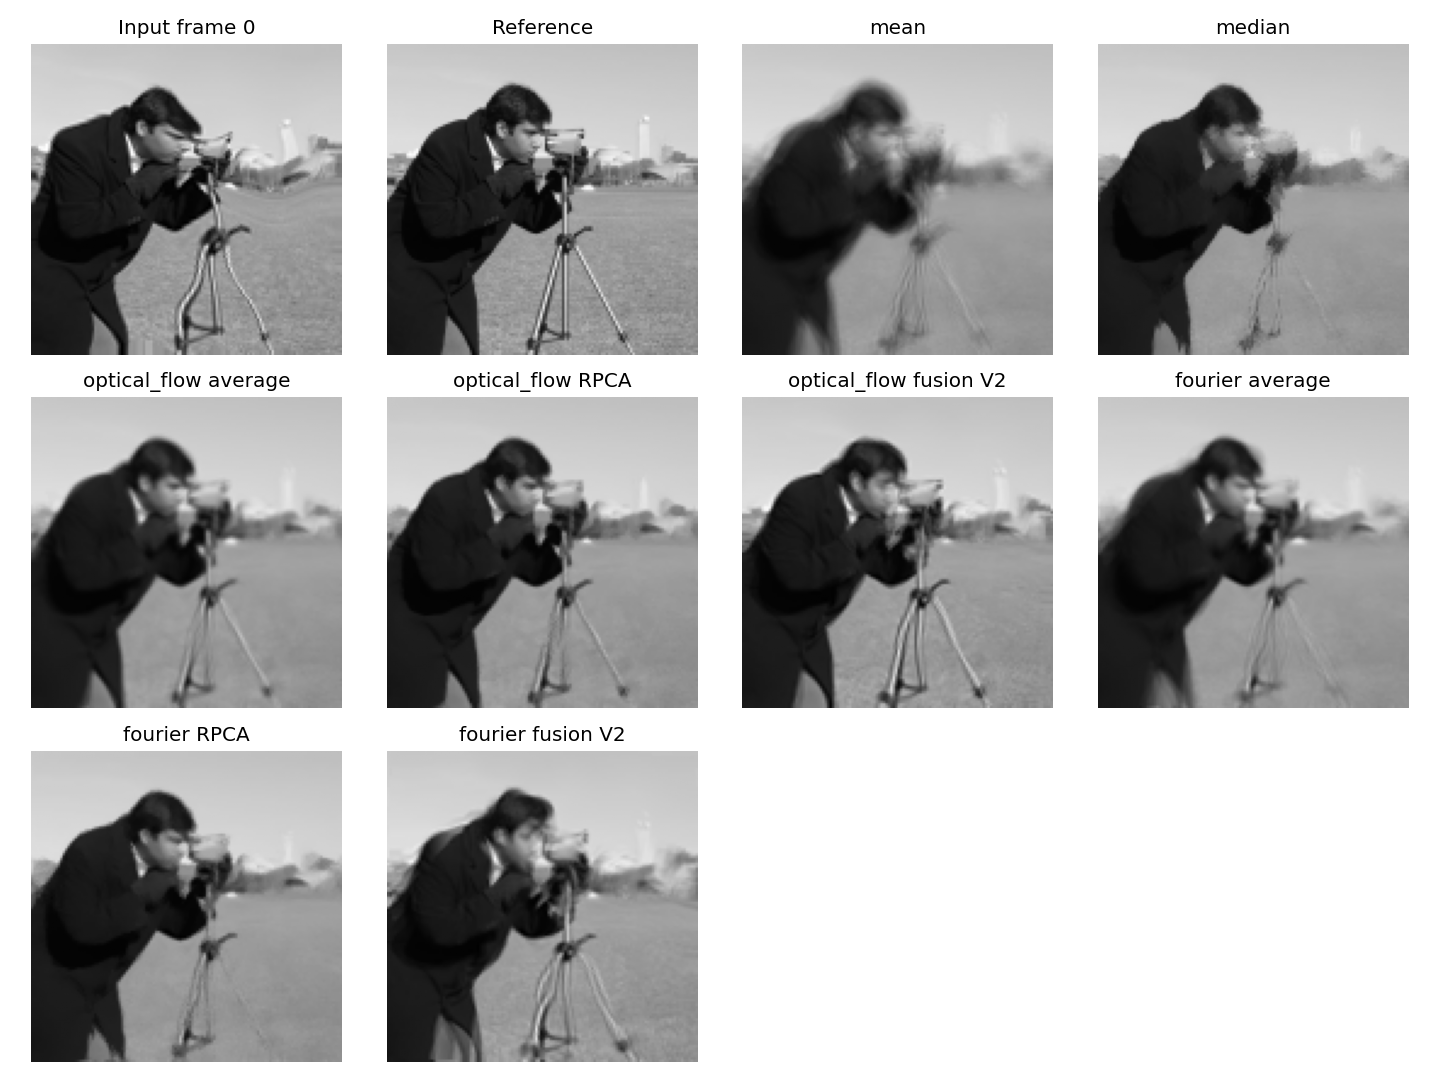 Input frame 0
Reference
mean
median
optical_flow average
optical_flow RPCA
optical_flow fusion V2
fourier average
fourier RPCA
fourier fusion V2